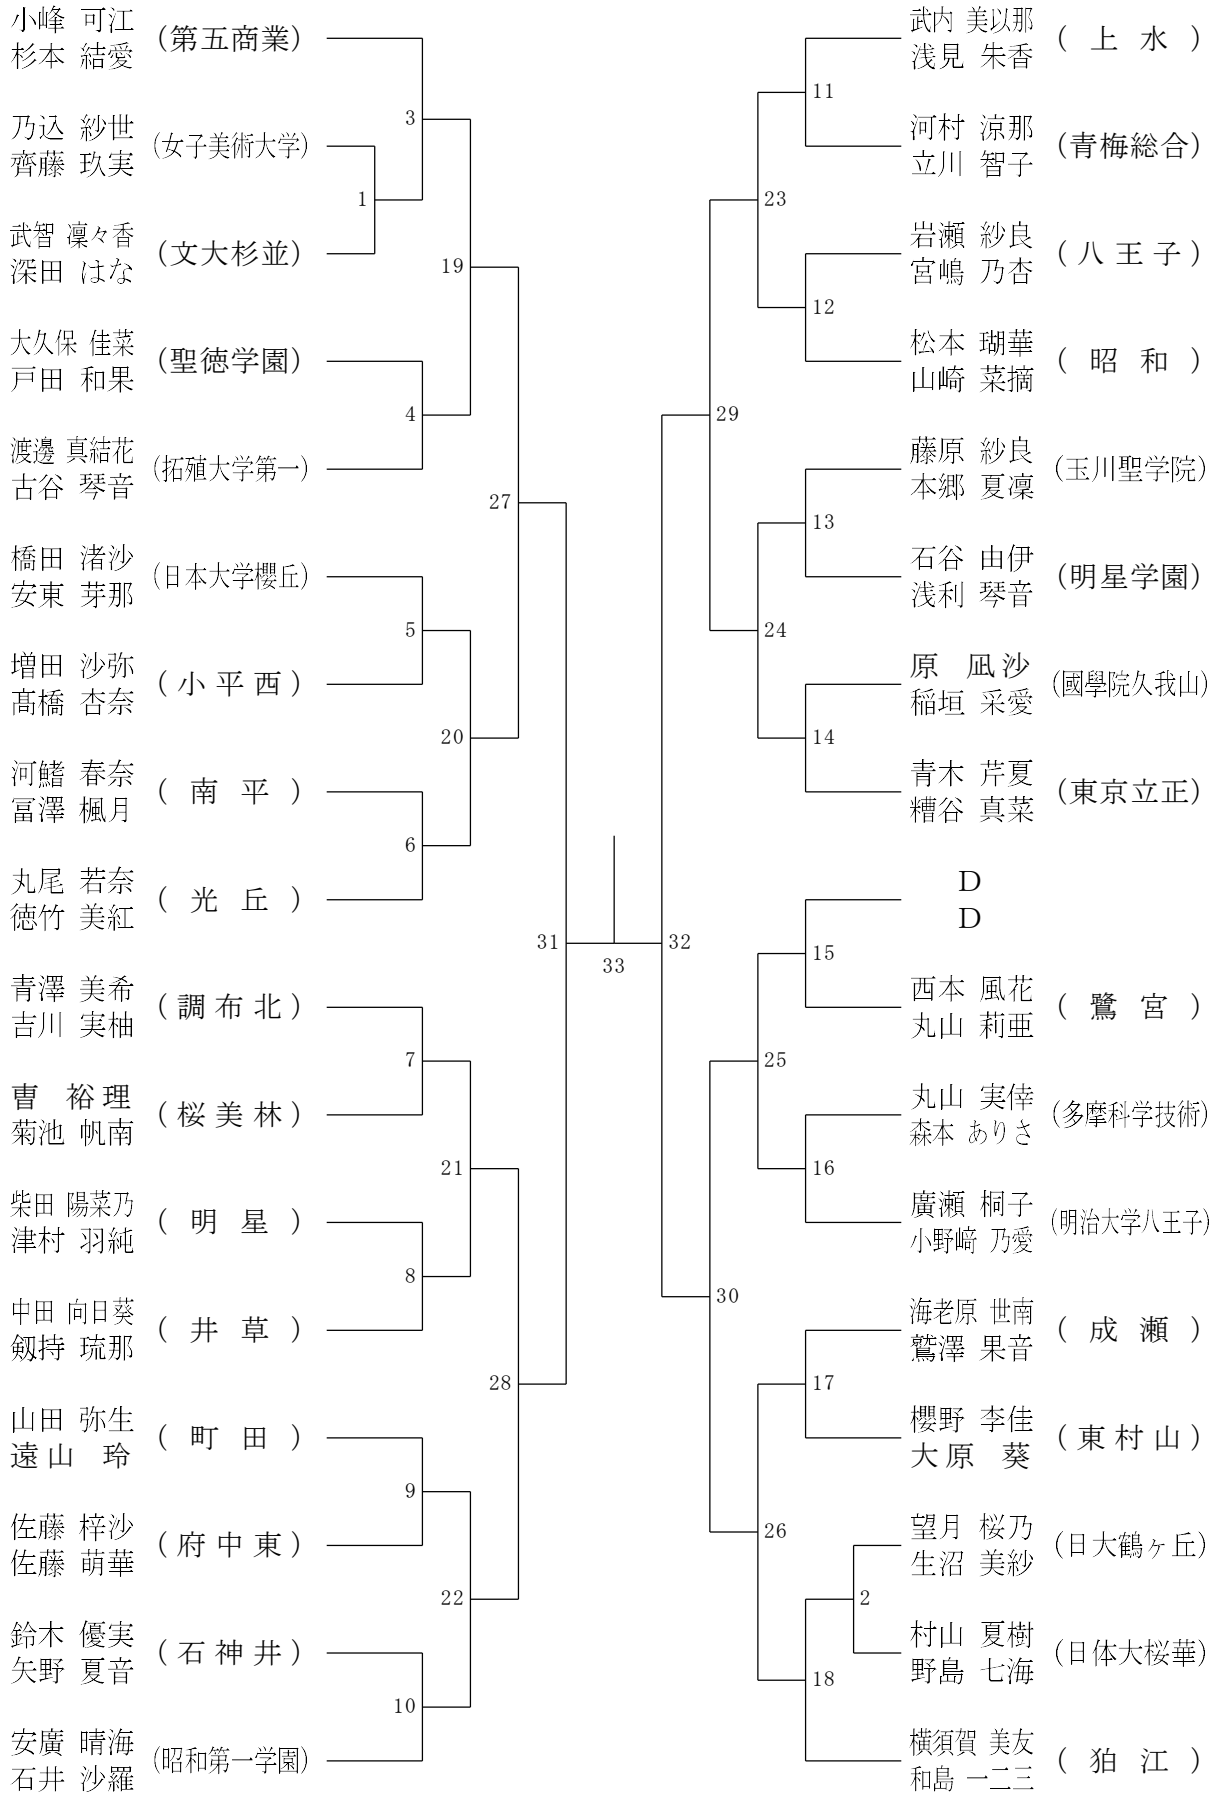 小峰 可江
杉本 結愛
(第五商業)
乃込 紗世
齊藤 玖実
(女子美術大学)
武智 凜々香
深田 はな
(文大杉並)
大久保 佳菜
戸田 和果
(聖徳学園)
渡邊 真結花
古谷 琴音
(拓殖大学第一)
橋田 渚沙
安東 芽那
(日本大学櫻丘)
増田 沙弥
髙橋 杏奈
(小平西)
河鰭 春奈
冨澤 楓月
(南平)
丸尾 若奈
徳竹 美紅
(光丘)
青澤 美希
吉川 実柚
(調布北)
曺 裕理
菊池 帆南
(桜美林)
柴田 陽菜乃
津村 羽純
(明星)
中田 向日葵
剱持 琉那
(井草)
山田 弥生
遠山 玲
(町田)
佐藤 梓沙
佐藤 萌華
(府中東)
鈴木 優実
矢野 夏音
(石神井)
安廣 晴海
石井 沙羅
(昭和第一学園)
3
1
19
4
27
5
20
6
31
7
21
8
28
9
22
10
33
32
11
23
12
29
13
24
14
15
25
16
30
17
26
2
18
武内 美以那
浅見 朱香
(上水)
河村 涼那
立川 智子
(青梅総合)
岩瀬 紗良
宮嶋 乃杏
(八王子)
松本 瑚華
山崎 菜摘
(昭和)
藤原 紗良
本郷 夏凜
(玉川聖学院)
石谷 由伊
浅利 琴音
(明星学園)
原 凪沙
稲垣 采愛
(國學院久我山)
青木 芹夏
糟谷 真菜
(東京立正)
D
D
西本 風花
丸山 莉亜
(鷺宮)
丸山 実倖
森本 ありさ
(多摩科学技術)
廣瀬 桐子
小野﨑 乃愛
(明治大学八王子)
海老原 世南
鷲澤 果音
(成瀬)
櫻野 李佳
大原 葵
(東村山)
望月 桜乃
生沼 美紗
(日大鶴ヶ丘)
村山 夏樹
野島 七海
(日体大桜華)
横須賀 美友
和島 一二三
(狛江)